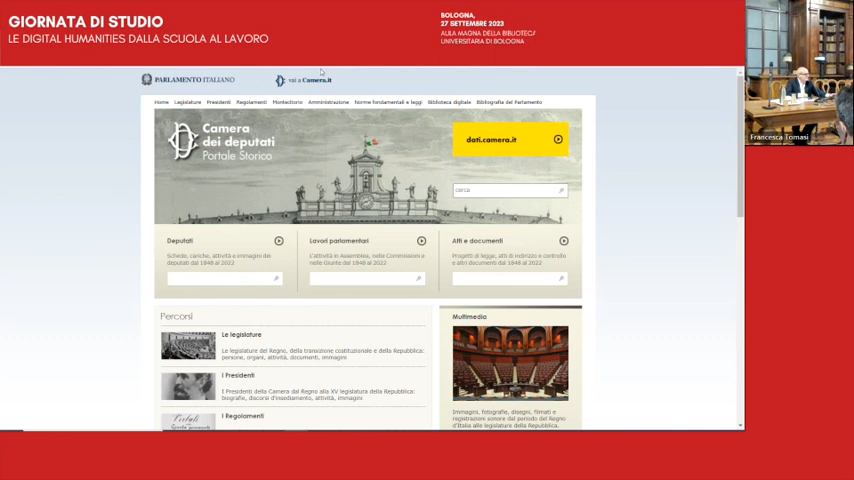 GIORNATA DI STUDIO
LE DIGITAL HUMANITIES DALLA SCUOLA AL LAVORO
BOLOGNA,
27 SETTEMBRE 2023
AULA MAGNA DELLA BIBLIOTECA
UNIVERSITARIA DI BOLOGNA
PARLAMENTO ITALIANO
vai a Camera.it
Home Legislature Presidenti Regolamenti Montecitorio Amministrazione Norme fondamentali e leggi Biblioteca digitale Bibliografia del Parlamento
Camera
dei deputati
Portale Storico
dati.camera.it
cerca
Deputati
Schede, cariche, attività e immagini dei
deputati dal 1848 al 2022
Lavori parlamentari
L'attività in Assemblea, nelle Commissioni e
nelle Giunte dal 1848 al 2022
Atti e documenti
Progetti di legge, atti di indirizzo e controllo
e altri documenti dal 1848 al 2022
Percorsi
Le legislature
Le legislature del Regno, della transizione costituzionale e della Repubblica:
persone, organi, attività, documenti, immagini
I Presidenti
I Presidenti della Camera dal Regno alla XV legislatura della Repubblica:
biografie, discorsi d'insediamento, attività, immagini
I Regolamenti
Multimedia
Immagini, fotografie, disegni, filmati e
registrazioni sonore dal periodo del Regno
d'Italia alle legislature della Repubblica.
Francesca Tomasi